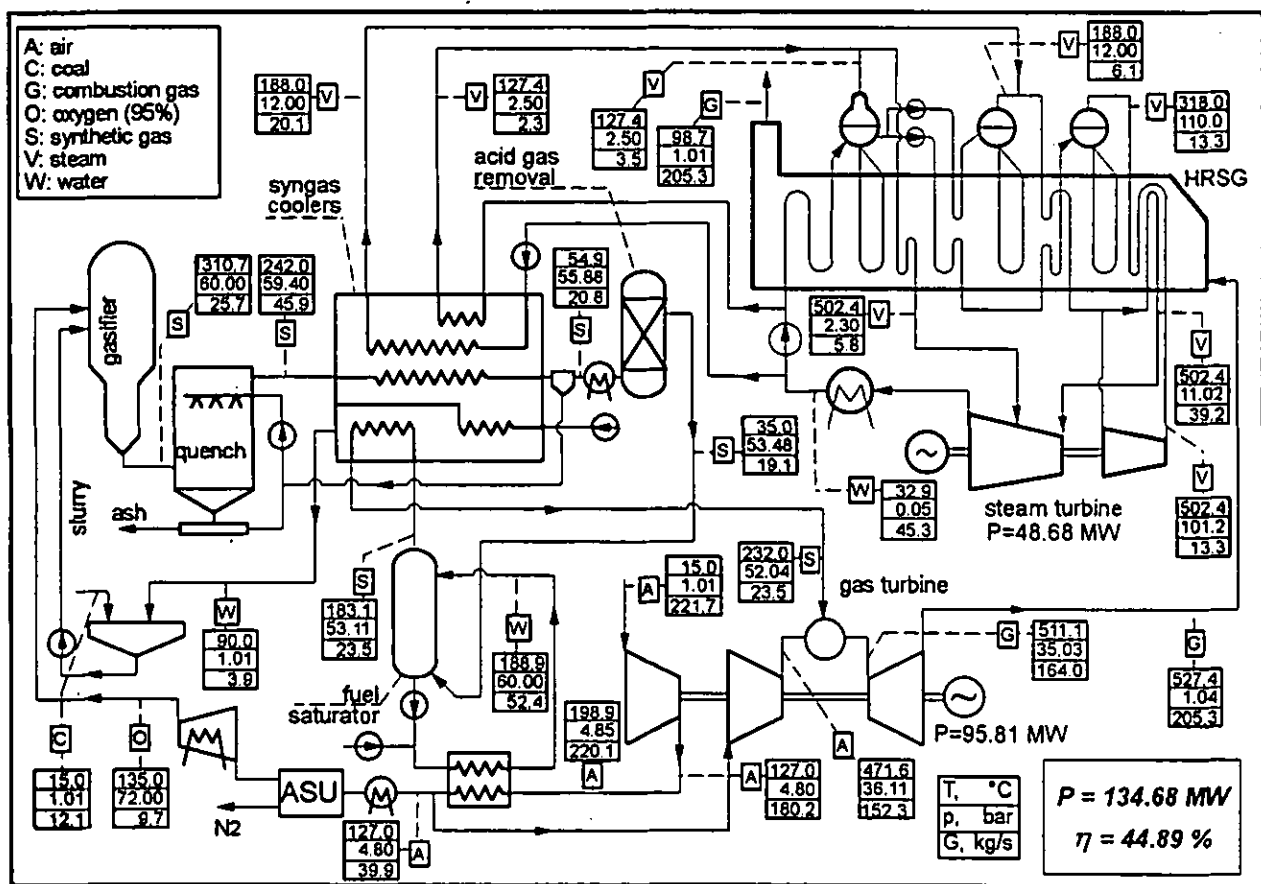 A: air
C: coal
G: combustion gas
O: oxygen (95%)
S: synthetic gas
V: steam
W: water
188.0
12.00
20.1
V
127.4
2.50
2.3
V
V
127.4
2.50
3.5
G
98.7
1.01
205.3
V
188.0
12.00
6.1
V
318.0
110.0
13.3
HRSG
syngas
coolers
acid gas
removal
gastfier
1310.7
60.00
25.7
S
242.0
59.40
45.9
S
54.9
55.88
20.8
S
502.4
2.30
5.8
V
V
502.4
11.02
39.2
V
502.4
101.2
13.3
quench
ash
slurry
35.0
53.48
19.1
S
W
32.9
0.05
45.3
steam turbine
P=48.68 MW
W
90.0
1.01
3.9
S
183.1
53.11
23.5
W
188.9
60.00
52.4
fuel
saturator
15.0
1.01
221.7
A
232.0
52.04
23.5
S
gas turbine
G
511.1
35.03
164.0
G
527.4
1.04
205.3
P=95.81 MW
198.9
4.85
220.1
A
A
127.0
4.80
180.2
A
471.6
36.11
152.3
C
15.0
1.01
12.1
O
135.0
72.00
9.7
ASU
N2
127.0
4.80
39.9
A
T, °C
p, bar
G, kg/s
P = 134.68 MW
η = 44.89 %